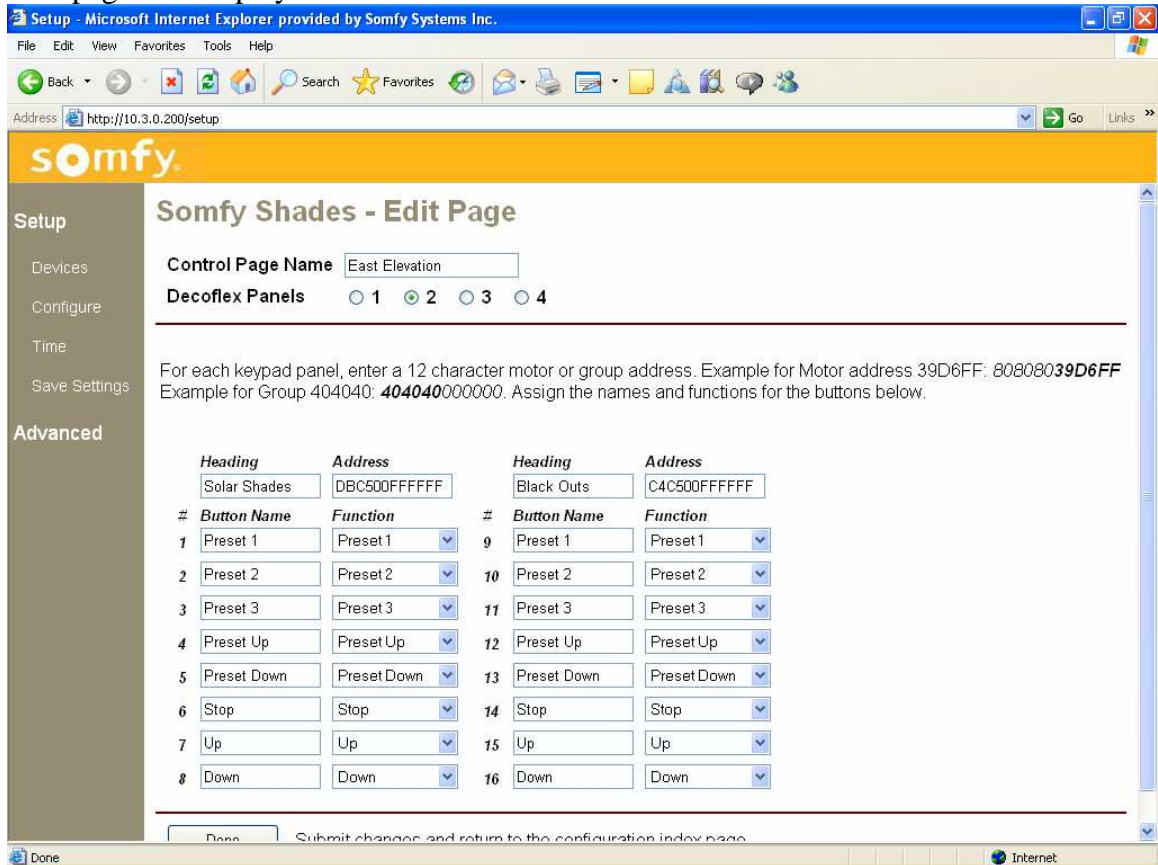 Setup - Microsoft Internet Explorer provided by Somfy Systems Inc.
File Edit View Favorites Tools Help
Back Search Favorites
Address http://10.3.0.200/setup Go Links »
somfy.
Setup
Devices
Configure
Time
Save Settings
Advanced
Somfy Shades - Edit Page
Control Page Name East Elevation
Decoflex Panels 1 2 3 4
For each keypad panel, enter a 12 character motor or group address. Example for Motor address 39D6FF: 80808039D6FF
Example for Group 404040: 404040000000. Assign the names and functions for the buttons below.
Heading Address Heading Address
Solar Shades DBC500FFFFFF Black Outs C4C500FFFFFF
# Button Name Function # Button Name Function
1 Preset 1 Preset 1 9 Preset 1 Preset 1
2 Preset 2 Preset 2 10 Preset 2 Preset 2
3 Preset 3 Preset 3 11 Preset 3 Preset 3
4 Preset Up Preset Up 12 Preset Up Preset Up
5 Preset Down Preset Down 13 Preset Down Preset Down
6 Stop Stop 14 Stop Stop
7 Up Up 15 Up Up
8 Down Down 16 Down Down
Done Submit changes and return to the configuration index page
Done Internet